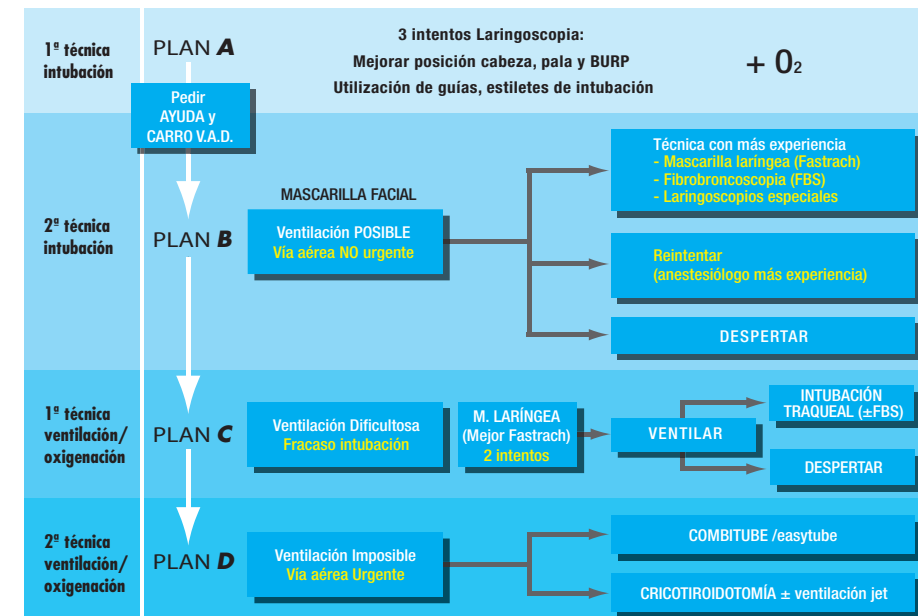 1ª técnica
intubación
PLAN A
3 intentos Laringoscopia:
Mejorar posición cabeza, pala y BURP
Utilización de guías, estiletes de intubación
+ O2
Pedir
AYUDA y
CARRO V.A.D.
2ª técnica
intubación
PLAN B
MASCARILLA FACIAL
Ventilación POSIBLE
Vía aérea NO urgente
Técnica con más experiencia
- Mascarilla laríngea (Fastrach)
- Fibrobroncoscopia (FBS)
- Laringoscopios especiales
Reintentar
(anestesiólogo más experiencia)
DESPERTAR
1ª técnica
ventilación/
oxigenación
PLAN C
Ventilación Dificultosa
Fracaso intubación
M. LARÍNGEA
(Mejor Fastrach)
2 intentos
VENTILAR
INTUBACIÓN
TRAQUEAL (±FBS)
DESPERTAR
2ª técnica
ventilación/
oxigenación
PLAN D
Ventilación Imposible
Vía aérea Urgente
COMBITUBE /easytube
CRICOTIROIDOTOMÍA ± ventilación jet